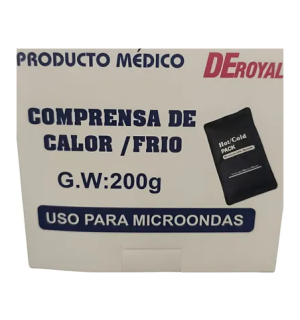 PRODUCTO MÉDICO
DEROYAL
COMPRENSA DE
CALOR /FRIO
G.W:200g
Hot/Cold
PACK
USO PARA MICROONDAS